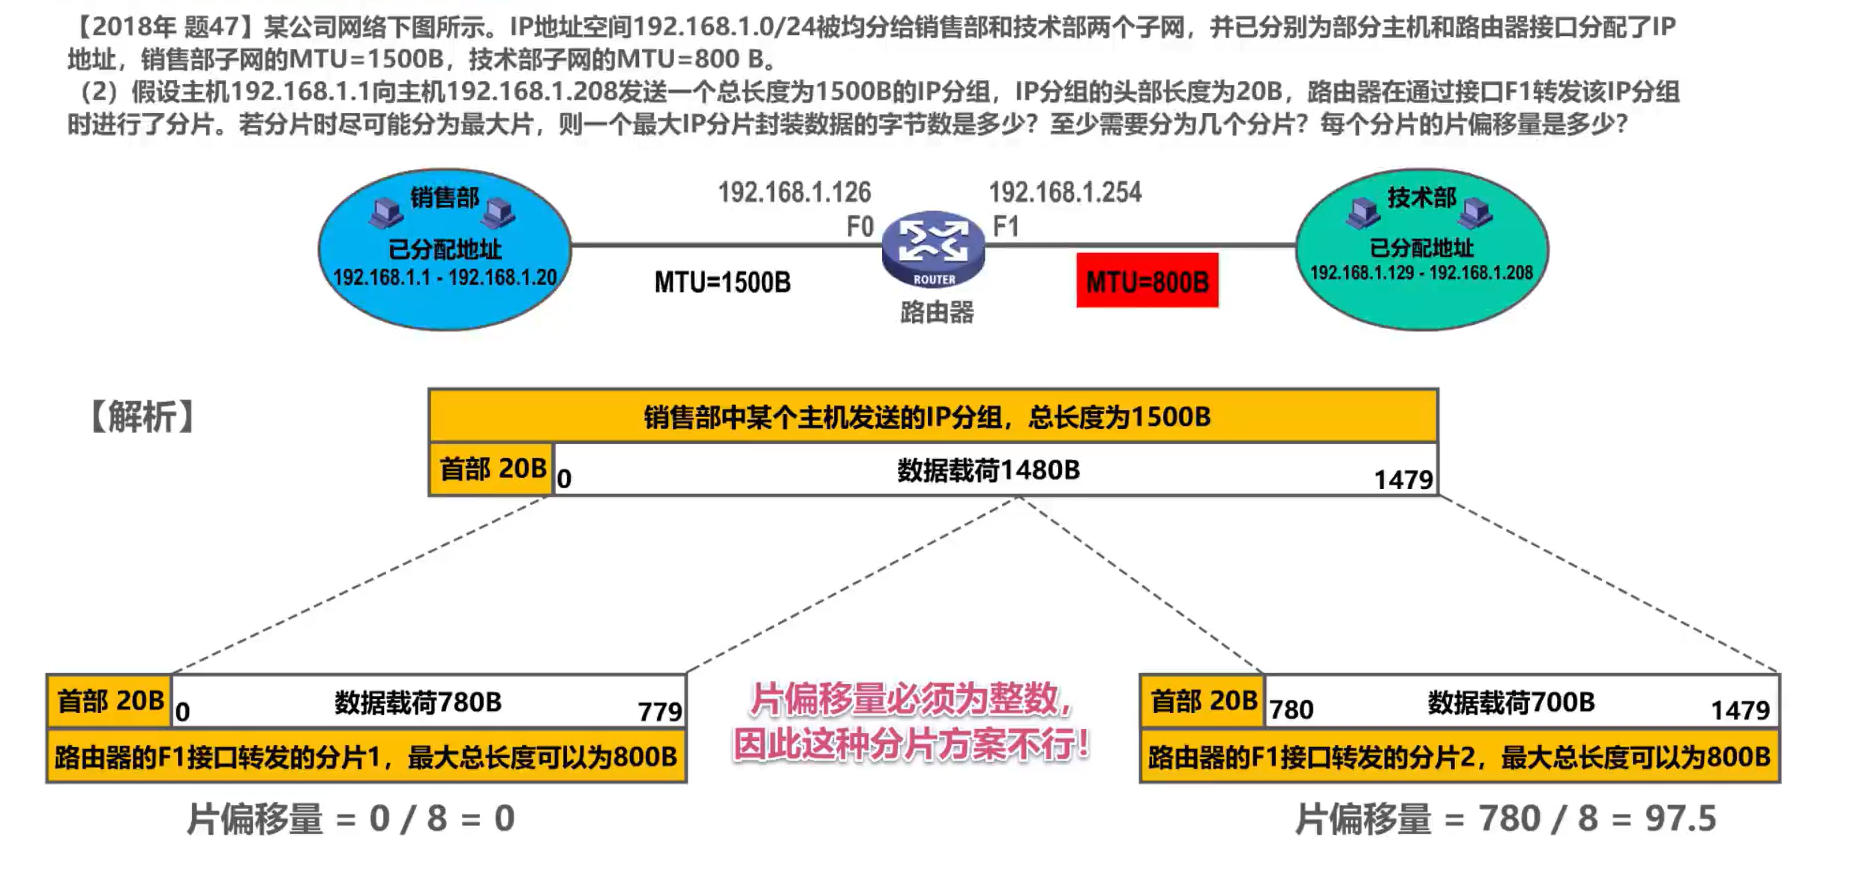 【2018年 题47】某公司网络下图所示。IP地址空间192.168.1.0/24被均分给销售部和技术部两个子网，并已分别为部分主机和路由器接口分配了IP
地址，销售部子网的MTU=1500B，技术部子网的MTU=800 B。
（2）假设主机192.168.1.1向主机192.168.1.208发送一个总长度为1500B的IP分组，IP分组的头部长度为20B，路由器在通过接口F1转发该IP分组
时进行了分片。若分片时尽可能分为最大片，则一个最大IP分片封装数据的字节数是多少？至少需要分为几个分片？每个分片的片偏移量是多少？
销售部
已分配地址
192.168.1.1 - 192.168.1.20
192.168.1.126
F0
MTU=1500B
ROUTER
路由器
192.168.1.254
F1
MTU=800B
技术部
已分配地址
192.168.1.129 - 192.168.1.208
【解析】
销售部中某个主机发送的IP分组，总长度为1500B
首部 20B 0 数据载荷1480B 1479
首部 20B 0 数据载荷780B 779
路由器的F1接口转发的分片1，最大总长度可以为800B
片偏移量 = 0 / 8 = 0
片偏移量必须为整数，
因此这种分片方案不行！
首部 20B 780 数据载荷700B 1479
路由器的F1接口转发的分片2，最大总长度可以为800B
片偏移量 = 780 / 8 = 97.5